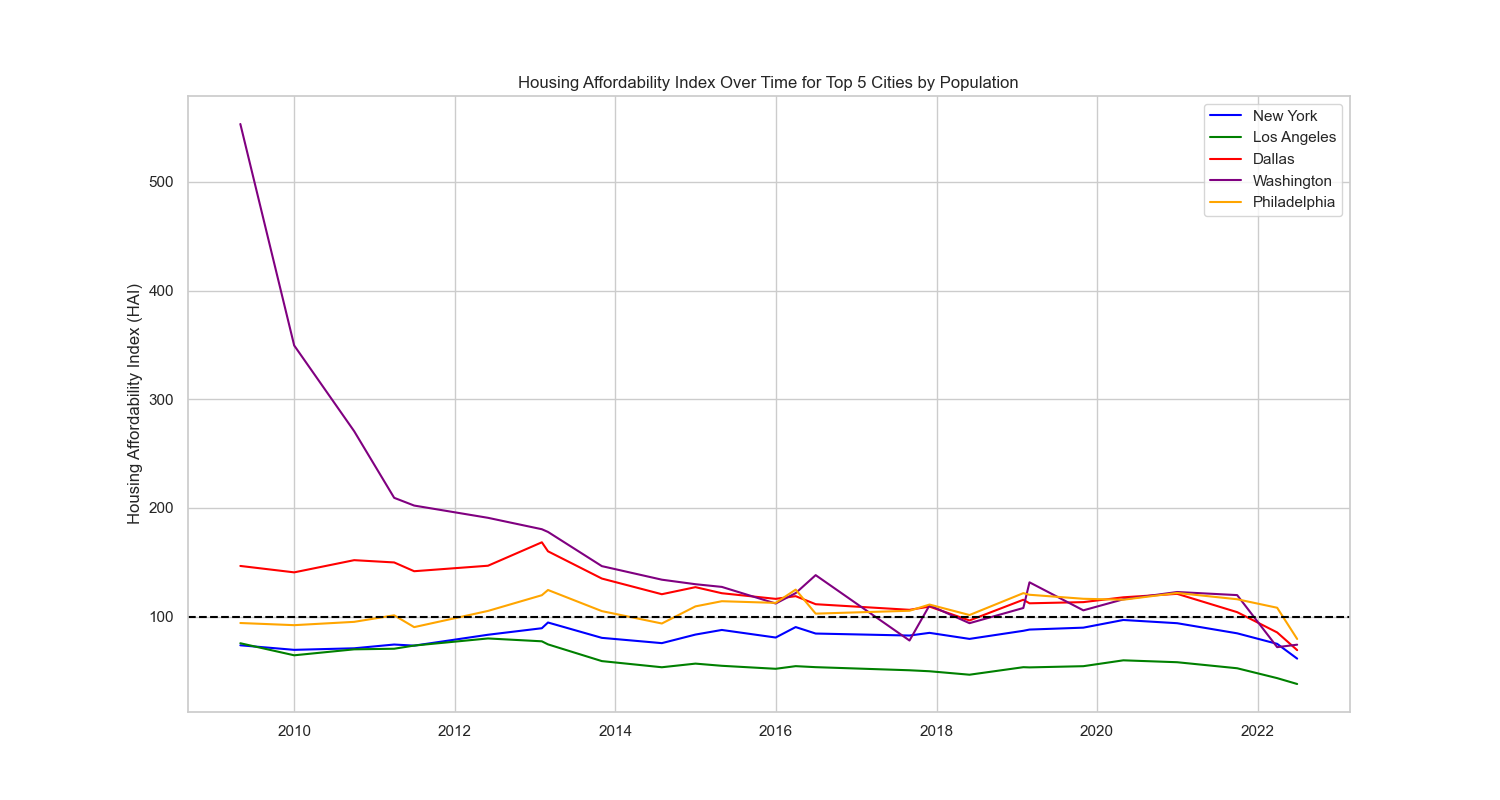 Housing Affordability Index Over Time for Top 5 Cities by Population
New York
Los Angeles
Dallas
Washington
Philadelphia
Housing Affordability Index (HAI)
500
400
300
200
100
2010
2012
2014
2016
2018
2020
2022